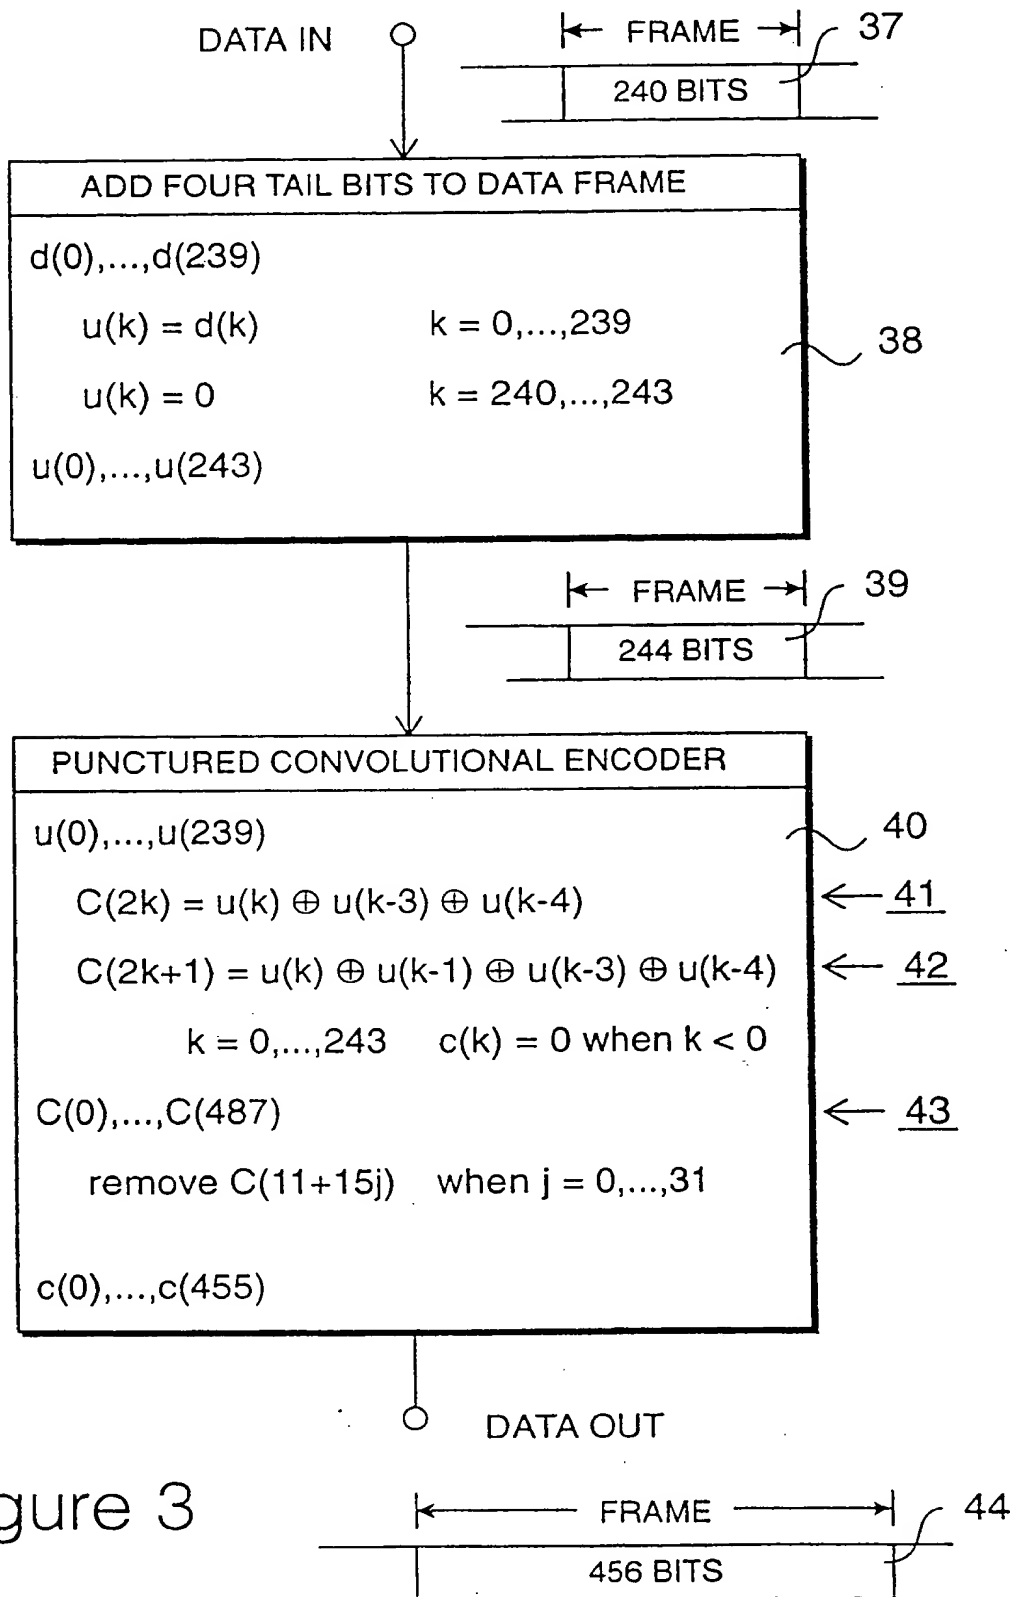 DATA IN
FRAME
37
240 BITS
ADD FOUR TAIL BITS TO DATA FRAME
d(0),...,d(239)
u(k) = d(k) k = 0,...,239
38
u(k) = 0 k = 240,...,243
u(0),...,u(243)
FRAME
39
244 BITS
PUNCTURED CONVOLUTIONAL ENCODER
u(0),...,u(239)
40
C(2k) = u(k) ⊕ u(k-3) ⊕ u(k-4)
41
C(2k+1) = u(k) ⊕ u(k-1) ⊕ u(k-3) ⊕ u(k-4)
42
k = 0,...,243 c(k) = 0 when k < 0
C(0),...,C(487)
43
remove C(11+15j) when j = 0,...,31
c(0),...,c(455)
DATA OUT
gure 3
FRAME
44
456 BITS